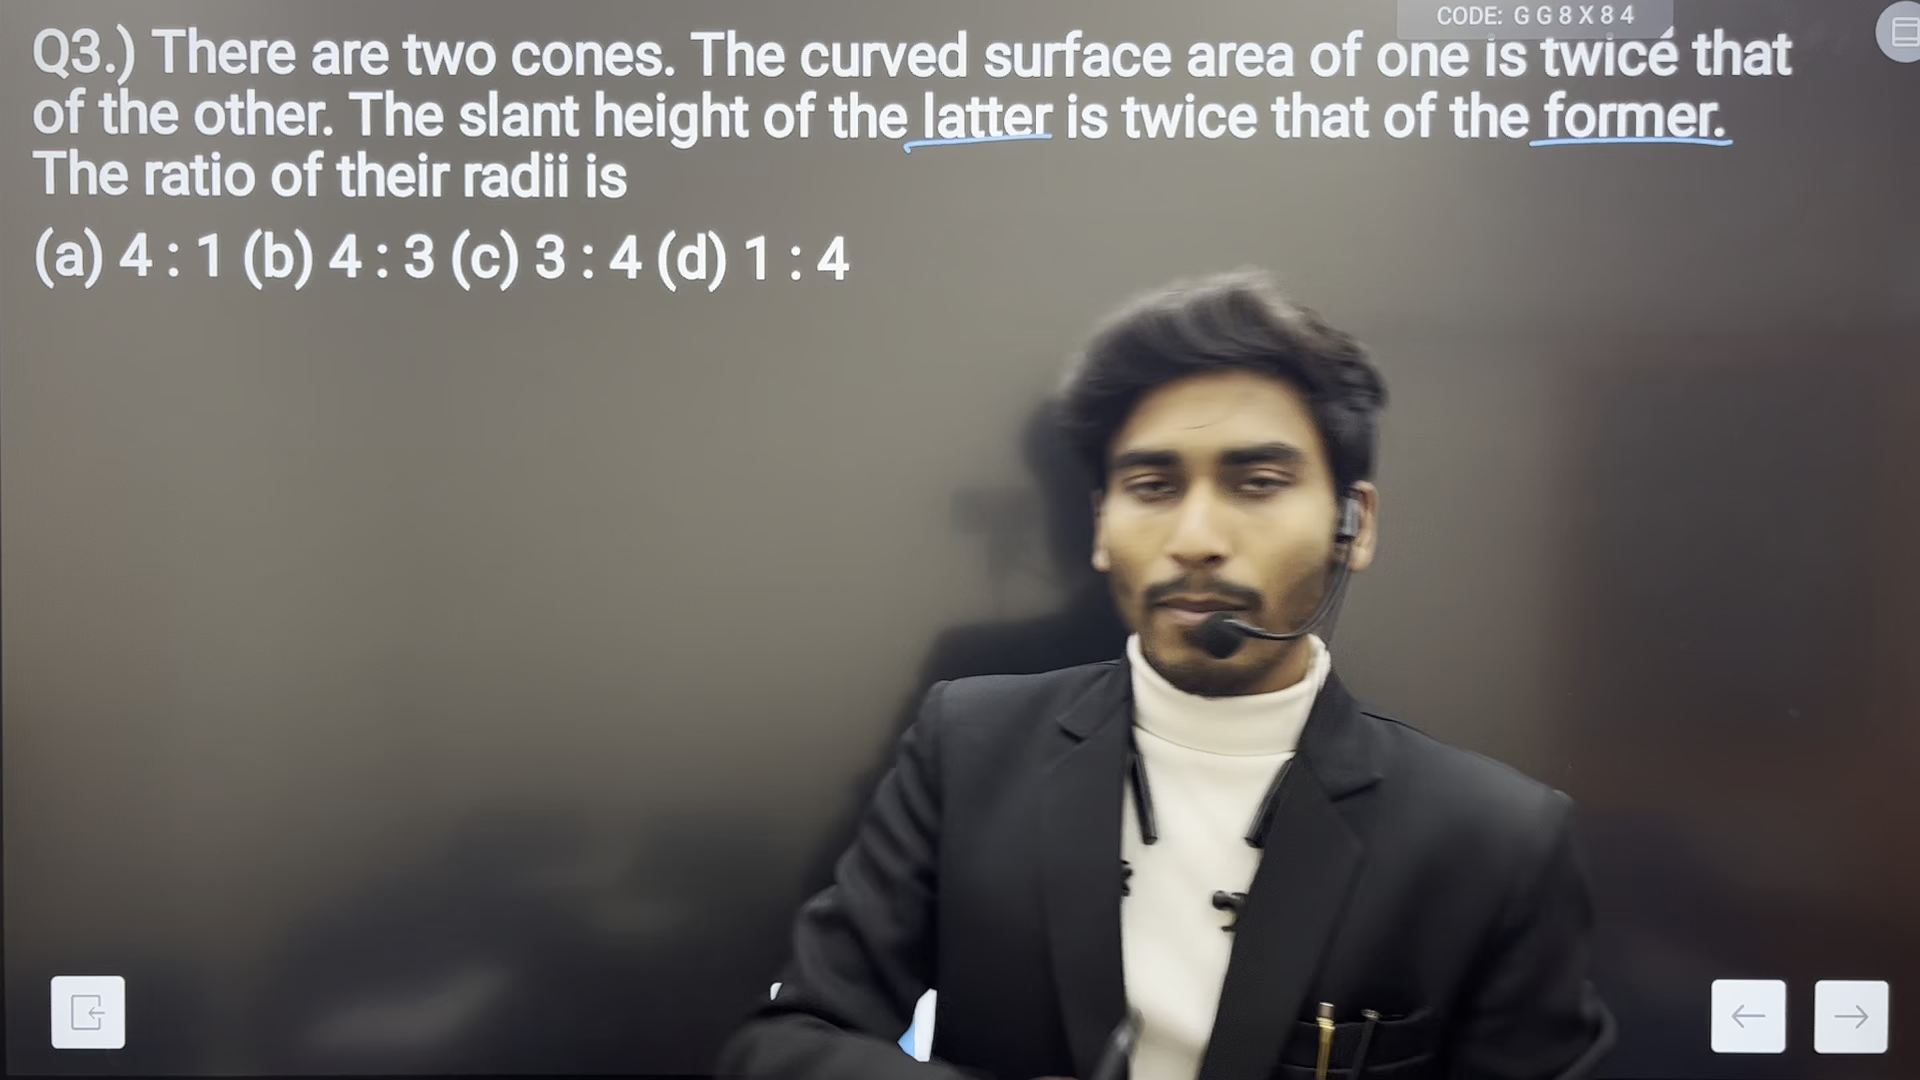 CODE: G G 8 X 8 4
Q3.) There are two cones. The curved surface area of one is twice that
of the other. The slant height of the latter is twice that of the former.
The ratio of their radii is
(a) 4 : 1 (b) 4 : 3 (c) 3 : 4 (d) 1 : 4